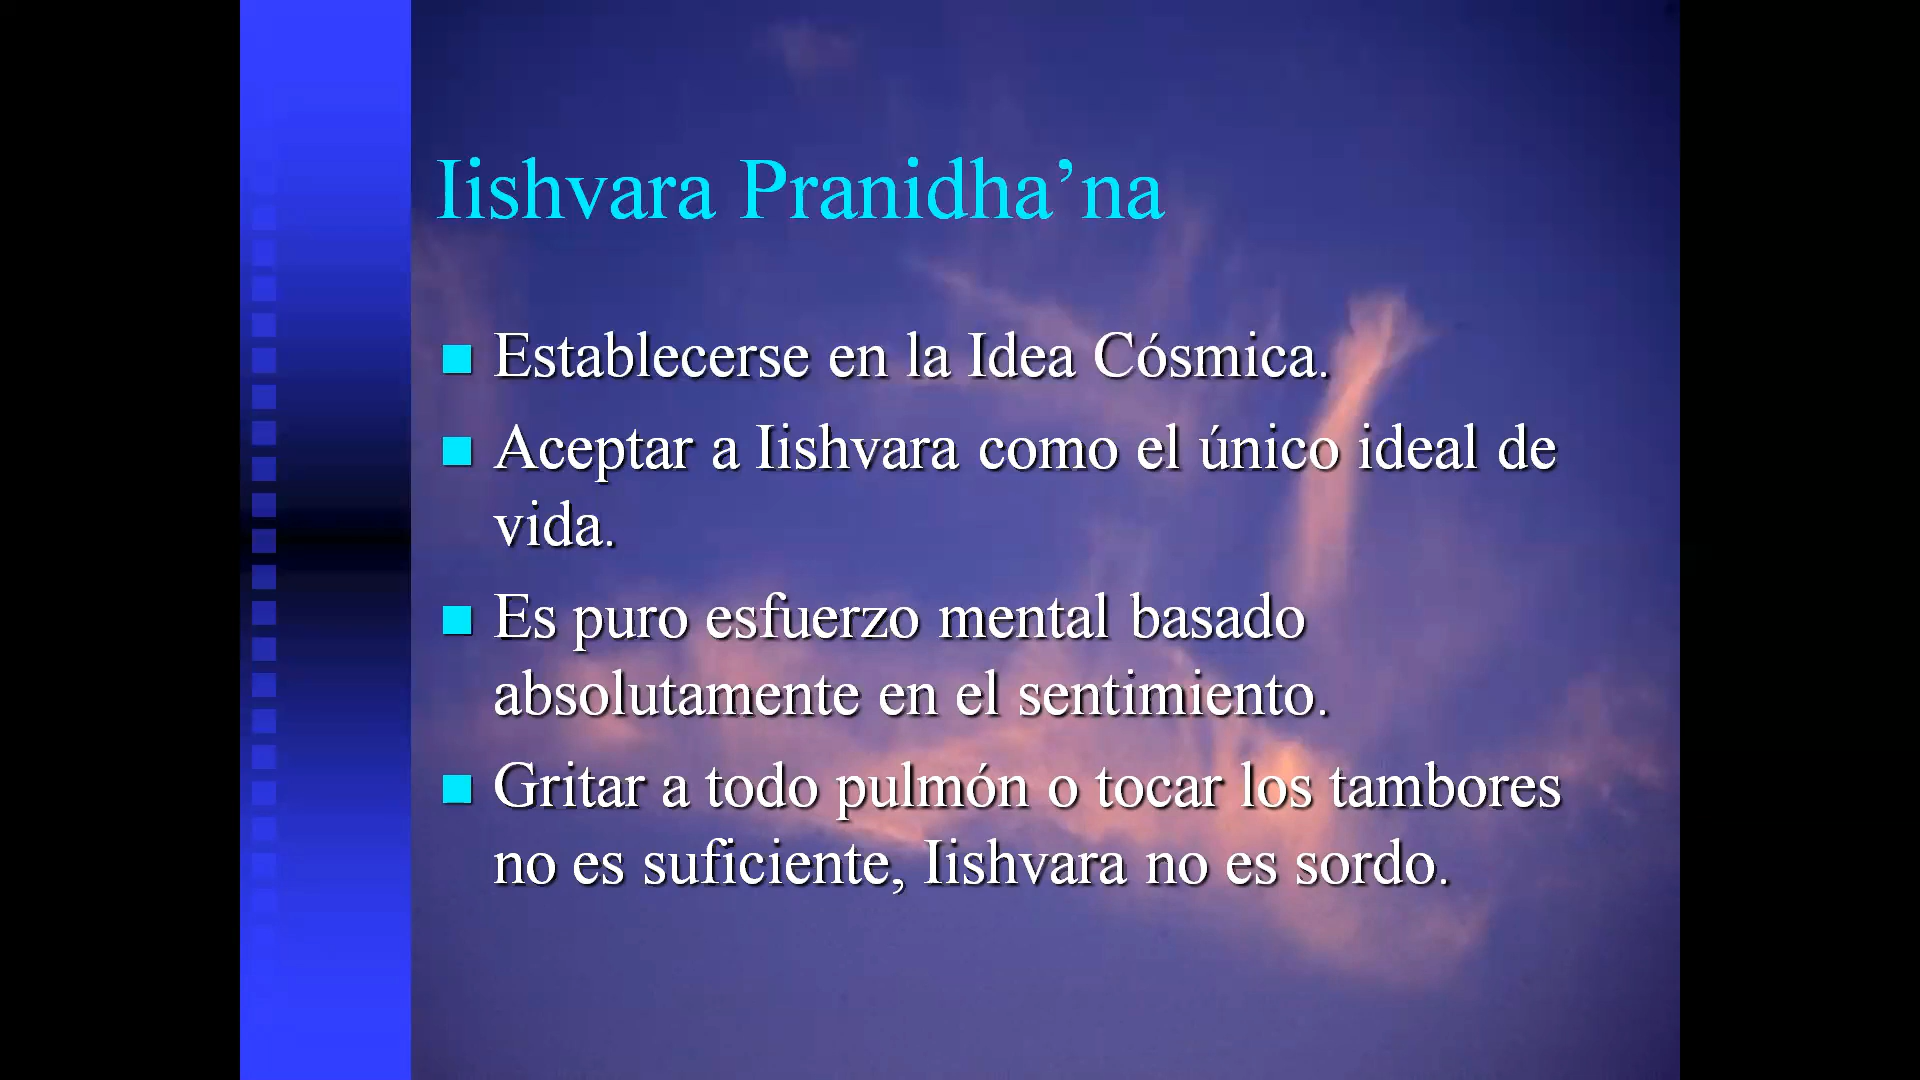 Iishvara Pranidha’na
Establecerse en la Idea Cósmica.
Aceptar a Iishvara como el único ideal de
vida.
Es puro esfuerzo mental basado
absolutamente en el sentimiento.
Gritar a todo pulmón o tocar los tambores
no es suficiente, Iishvara no es sordo.